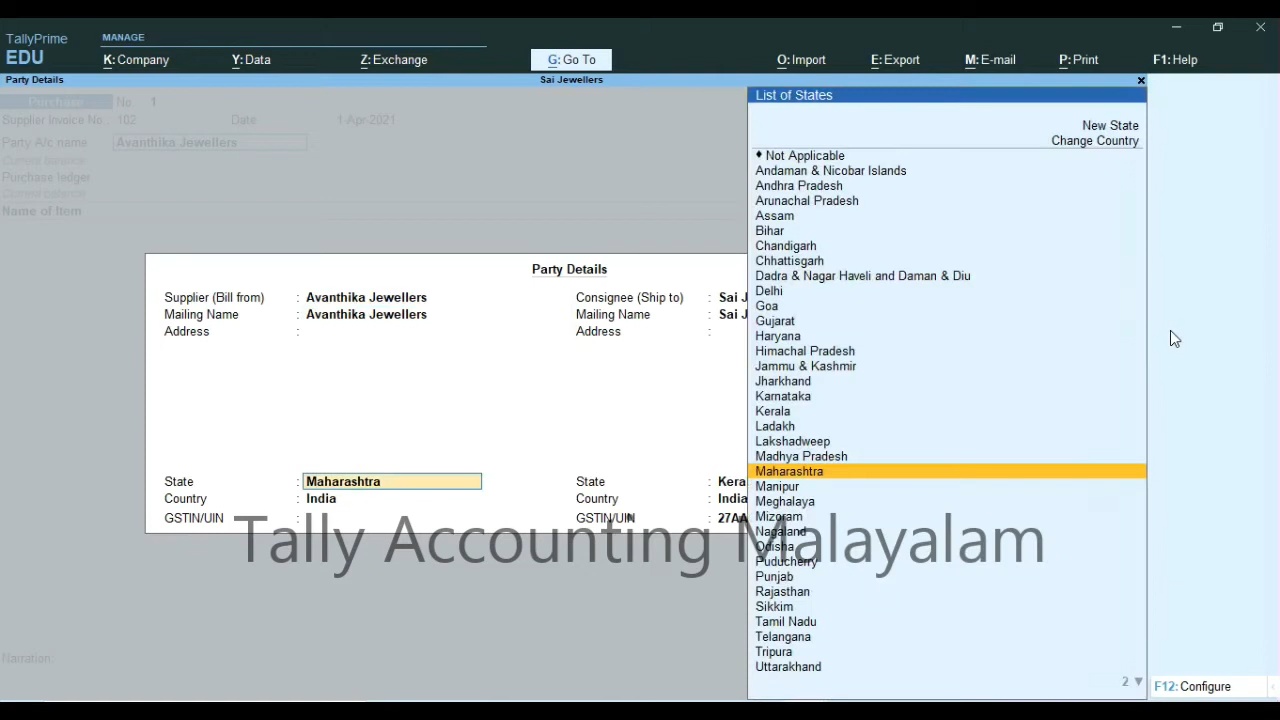 TallyPrime
EDU
MANAGE
K: Company
Y: Data
Z: Exchange
G: Go To
O: Import
E: Export
M: E-mail
P: Print
F1: Help
Party Details
Sai Jewellers
Purchase No. 1
Supplier Invoice No.: 102 Date : 1-Apr-2021
Party A/c name : Avanthika Jewellers
Current balance :
Purchase ledger :
Current balance :
Name of Item
Party Details
Supplier (Bill from) : Avanthika Jewellers
Mailing Name : Avanthika Jewellers
Address :
State : Maharashtra
Country : India
GSTIN/UIN :
Consignee (Ship to) : Sai J
Mailing Name : Sai J
Address :
State : Kera
Country : India
GSTIN/UIN : 27AA
List of States
New State
Change Country
♦ Not Applicable
Andaman & Nicobar Islands
Andhra Pradesh
Arunachal Pradesh
Assam
Bihar
Chandigarh
Chhattisgarh
Dadra & Nagar Haveli and Daman & Diu
Delhi
Goa
Gujarat
Haryana
Himachal Pradesh
Jammu & Kashmir
Jharkhand
Karnataka
Kerala
Ladakh
Lakshadweep
Madhya Pradesh
Maharashtra
Manipur
Meghalaya
Mizoram
Nagaland
Odisha
Puducherry
Punjab
Rajasthan
Sikkim
Tamil Nadu
Telangana
Tripura
Uttarakhand
2 ▼
Tally Accounting Malayalam
Narration:
F12: Configure